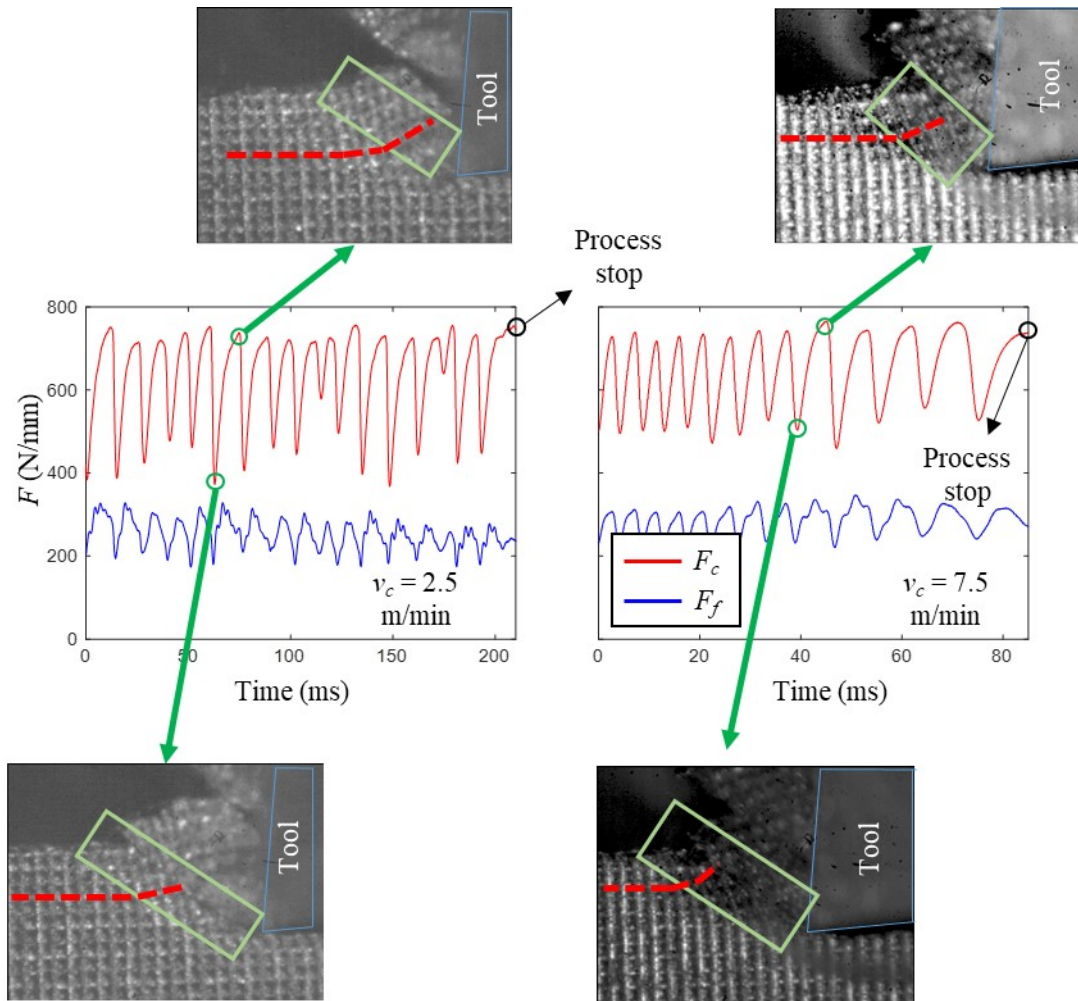 Tool
Tool
Process
stop
800
600
400
200
0
F (N/mm)
0
50
100
150
200
Time (ms)
v_c = 2.5
m/min
F_c
F_f
v_c = 7.5
m/min
Process
stop
0
20
40
60
80
Time (ms)
Tool
Tool